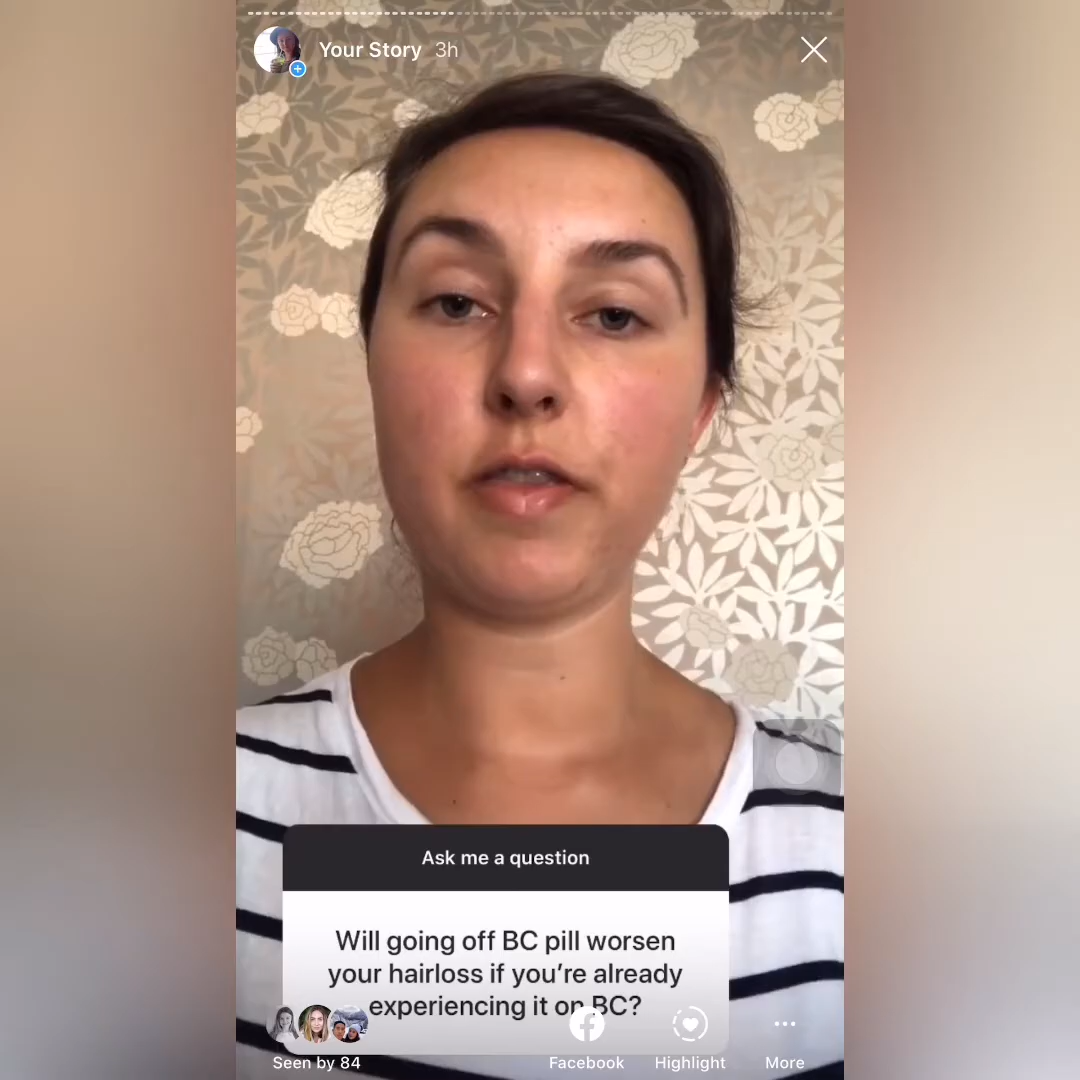 Your Story 3h
Ask me a question
Will going off BC pill worsen
your hairloss if you're already
experiencing it on BC?
Seen by 84
Facebook
Highlight
More